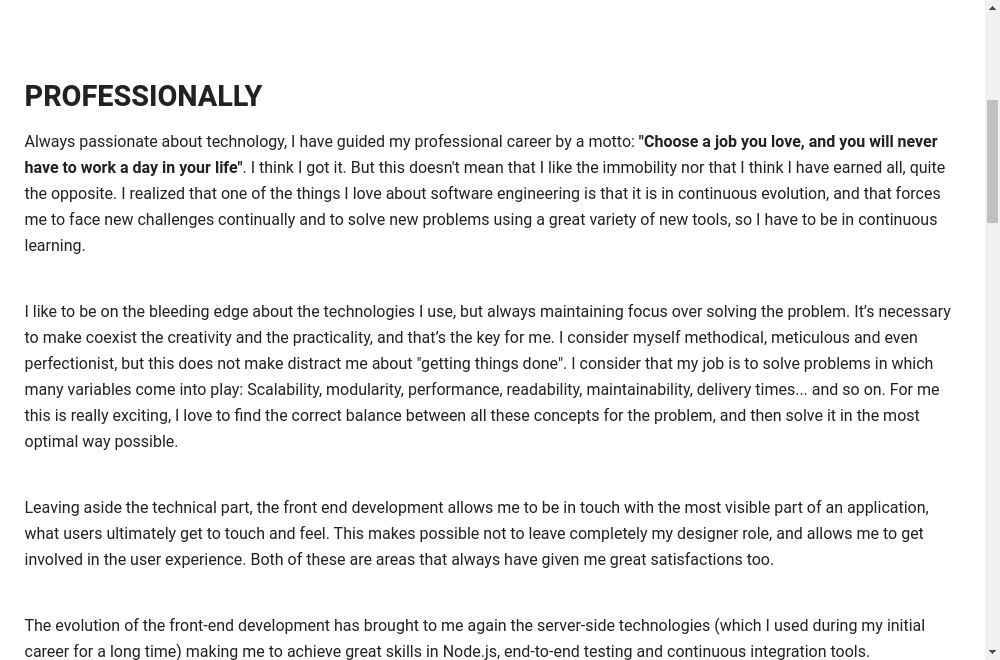 PROFESSIONALLY
Always passionate about technology, I have guided my professional career by a motto: "Choose a job you love, and you will never
have to work a day in your life". I think I got it. But this doesn't mean that I like the immobility nor that I think I have earned all, quite
the opposite. I realized that one of the things I love about software engineering is that it is in continuous evolution, and that forces
me to face new challenges continually and to solve new problems using a great variety of new tools, so I have to be in continuous
learning.
I like to be on the bleeding edge about the technologies I use, but always maintaining focus over solving the problem. It’s necessary
to make coexist the creativity and the practicality, and that’s the key for me. I consider myself methodical, meticulous and even
perfectionist, but this does not make distract me about "getting things done". I consider that my job is to solve problems in which
many variables come into play: Scalability, modularity, performance, readability, maintainability, delivery times... and so on. For me
this is really exciting, I love to find the correct balance between all these concepts for the problem, and then solve it in the most
optimal way possible.
Leaving aside the technical part, the front end development allows me to be in touch with the most visible part of an application,
what users ultimately get to touch and feel. This makes possible not to leave completely my designer role, and allows me to get
involved in the user experience. Both of these are areas that always have given me great satisfactions too.
The evolution of the front-end development has brought to me again the server-side technologies (which I used during my initial
career for a long time) making me to achieve great skills in Node.js, end-to-end testing and continuous integration tools.